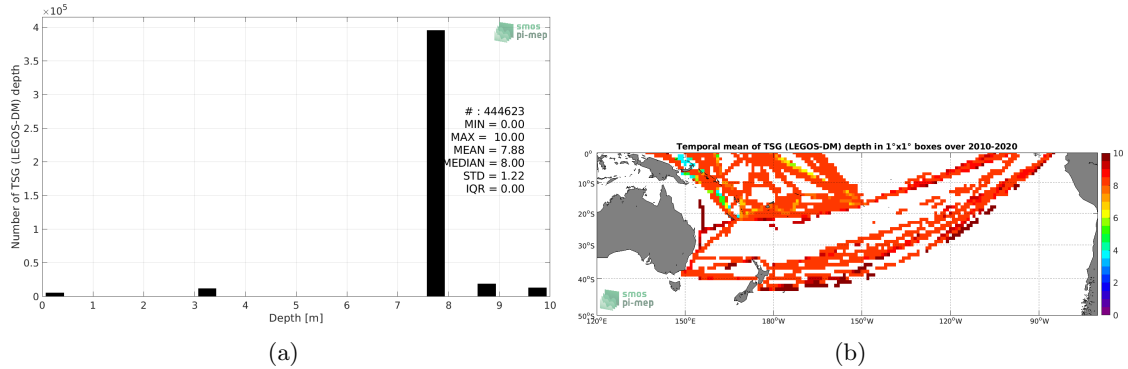 ×10⁵
4
3.5
3
2.5
2
1.5
1
0.5
0
Number of TSG (LEGOS-DM) depth
smos
pi-mep
# : 444623
MIN = 0.00
MAX = 10.00
MEAN = 7.88
MEDIAN = 8.00
STD = 1.22
IQR = 0.00
0 1 2 3 4 5 6 7 8 9 10
Depth [m]
(a)
Temporal mean of TSG (LEGOS-DM) depth in 1°x1° boxes over 2010-2020
0°
10°S
20°S
30°S
40°S
50°S
smos
pi-mep
120°E 150°E 180°W 150°W 120°W 90°W
10
8
6
4
2
0
(b)